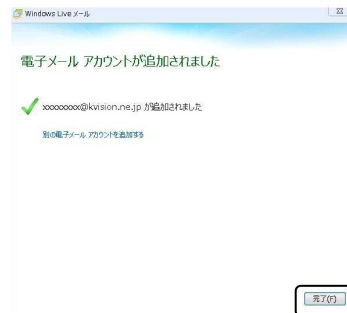 Windows Live メール
電子メール アカウントが追加されました
xxxxxxxx@kvision.ne.jp が追加されました
別の電子メール アカウントを追加する
完了(F)